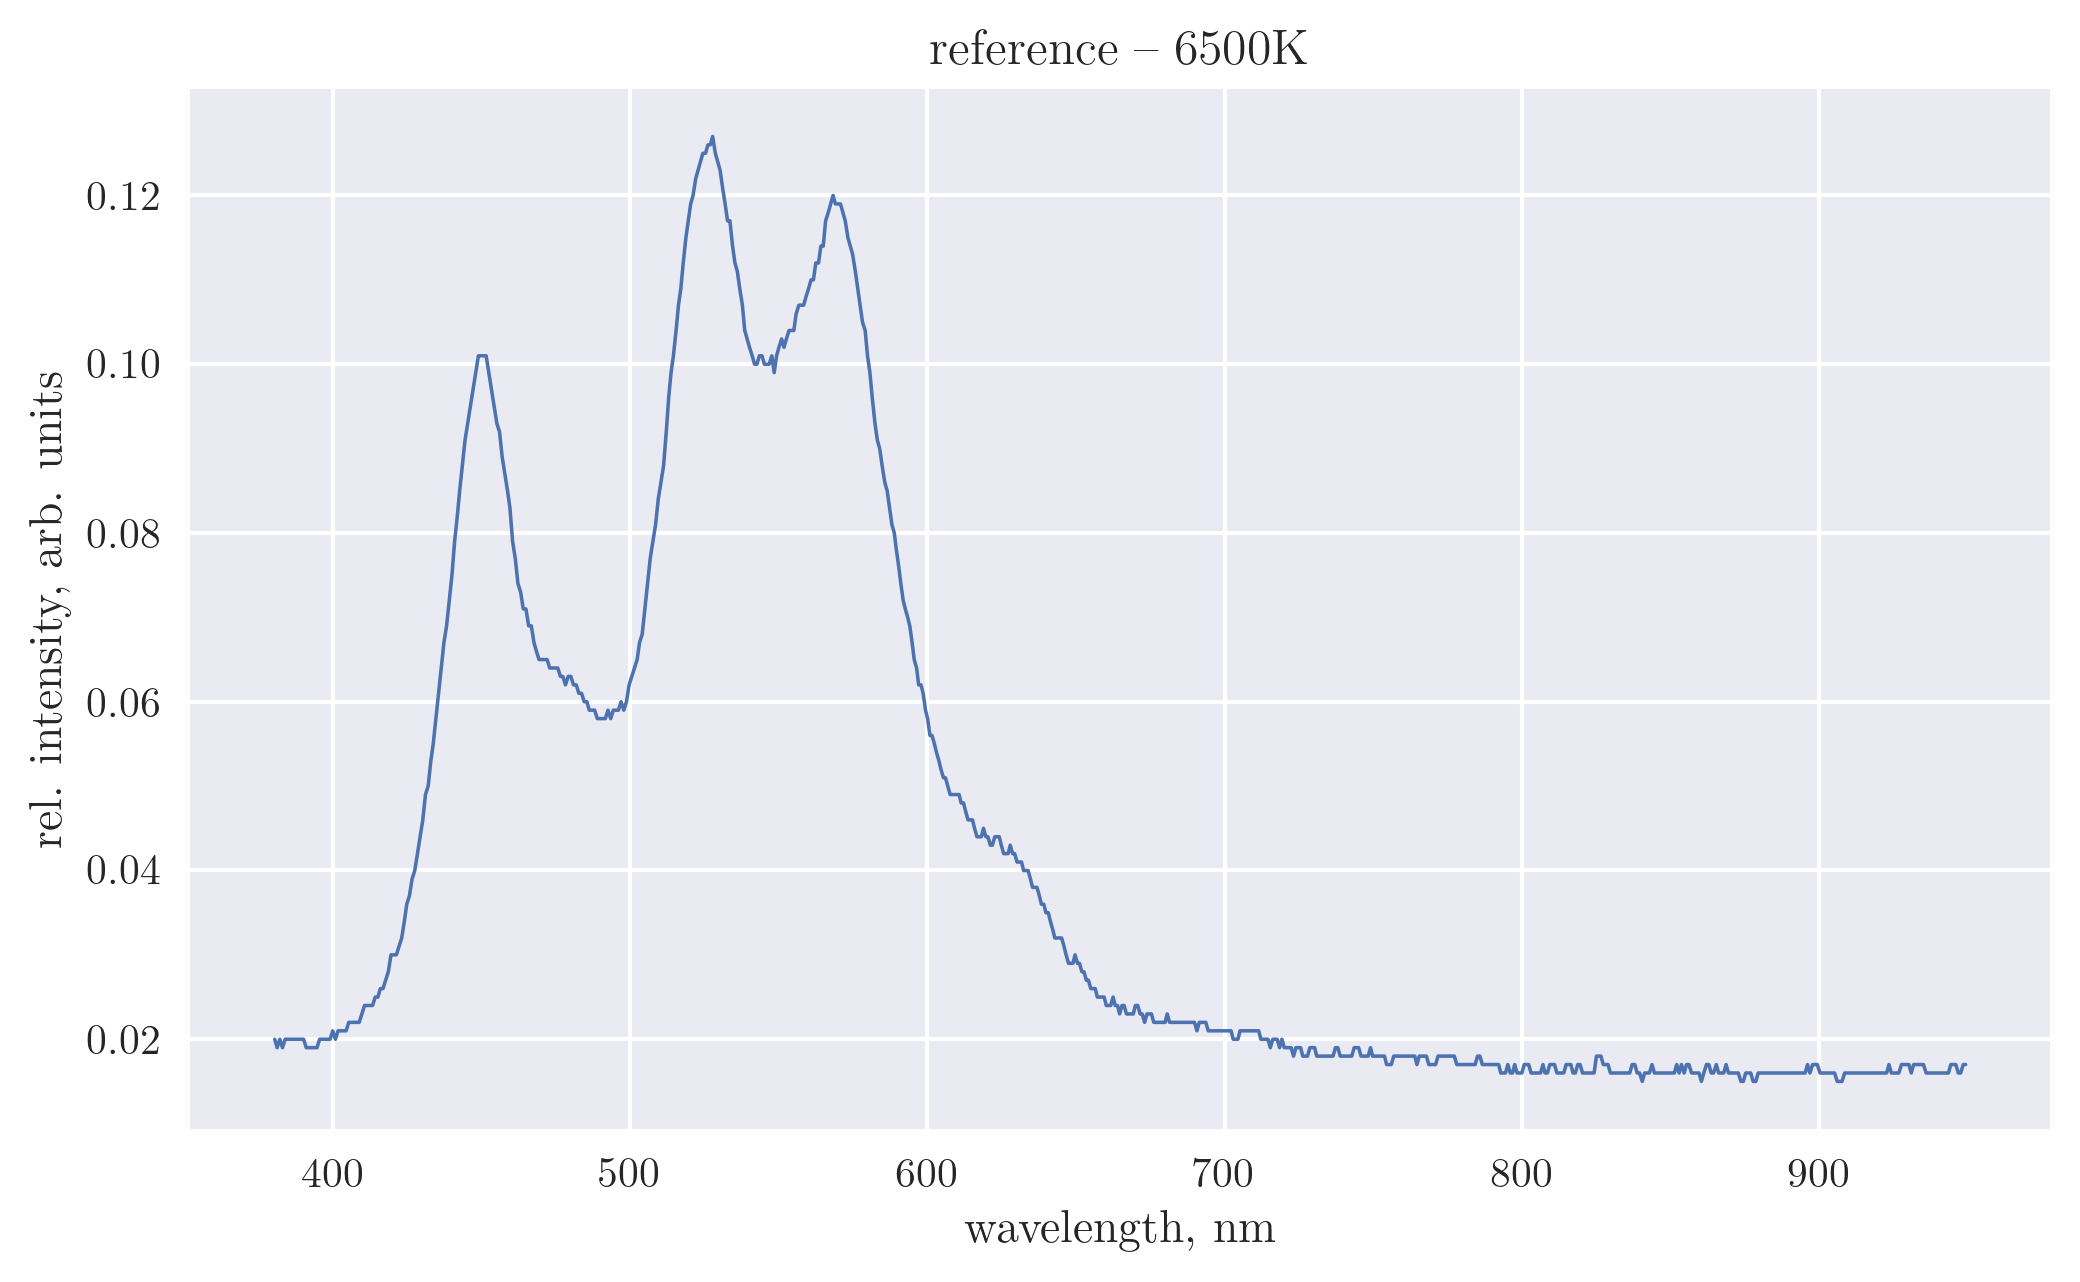 reference – 6500K
rel. intensity, arb. units
0.12
0.10
0.08
0.06
0.04
0.02
400 500 600 700 800 900
wavelength, nm